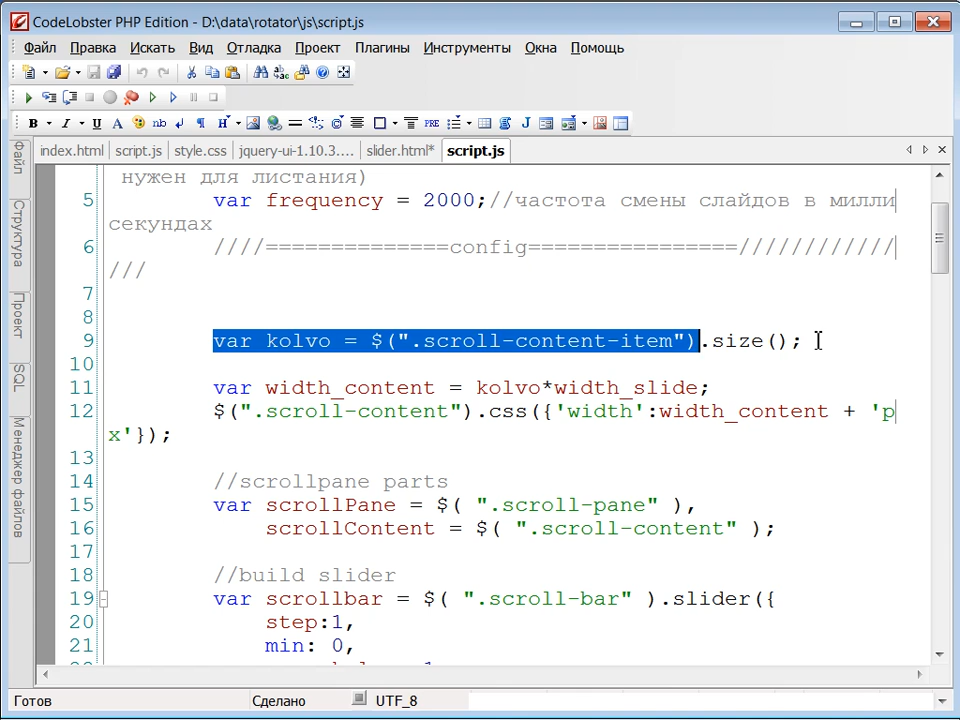 CodeLobster PHP Edition - D:\data\rotator\js\script.js
Файл Правка Искать Вид Отладка Проект Плагины Инструменты Окна Помощь
B I U A nb H PRE J
index.html script.js style.css jquery-ui-1.10.3.... slider.html* script.js
Файл
Структура
Проект
SQL
Менеджер файлов
нужен для листания)
5 var frequency = 2000;//частота смены слайдов в милли
секундах
6 ////==============config================////////////
///
7
8
9 var kolvo = $(".scroll-content-item").size();
10
11 var width_content = kolvo*width_slide;
12 $(".scroll-content").css({'width':width_content + 'p
x'});
13
14 //scrollpane parts
15 var scrollPane = $( ".scroll-pane" ),
16 scrollContent = $( ".scroll-content" );
17
18 //build slider
19 var scrollbar = $( ".scroll-bar" ).slider({
20 step:1,
21 min: 0,
Готов Сделано UTF_8